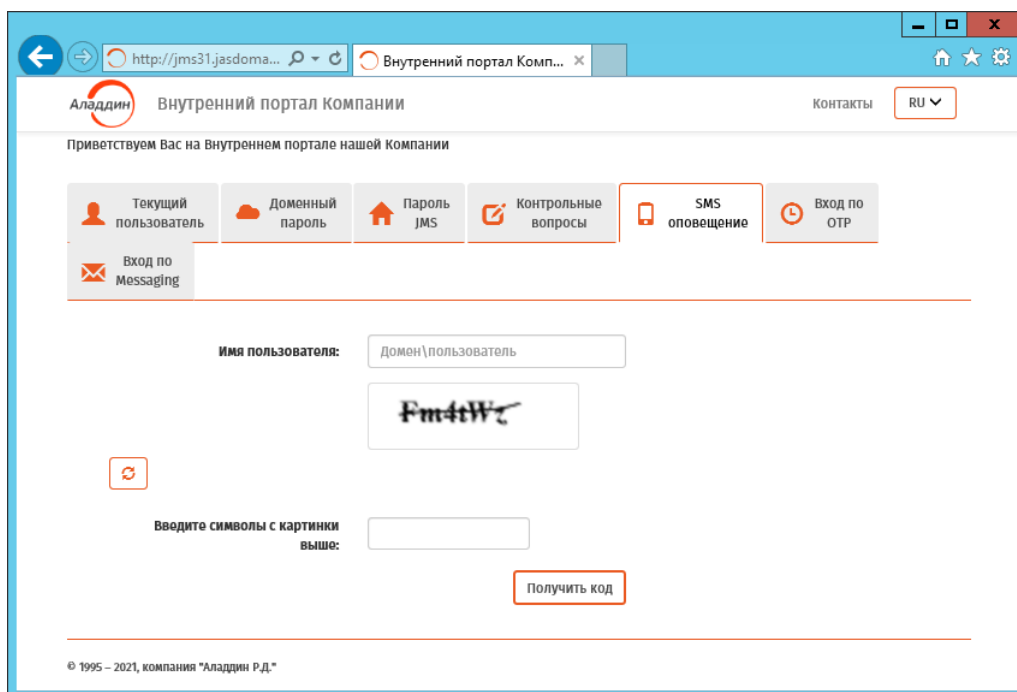 http://jms31.jasdoma...
Внутренний портал Комп...
Аладдин
Внутренний портал Компании
Контакты
RU
Приветствуем Вас на Внутреннем портале нашей Компании
Текущий
пользователь
Доменный
пароль
Пароль
JMS
Контрольные
вопросы
SMS
оповещение
Вход по
OTP
Вход по
Messaging
Имя пользователя:
Домен\пользователь
Fm4tWz
Введите символы с картинки
выше:
Получить код
© 1995 – 2021, компания "Аладдин Р.Д."